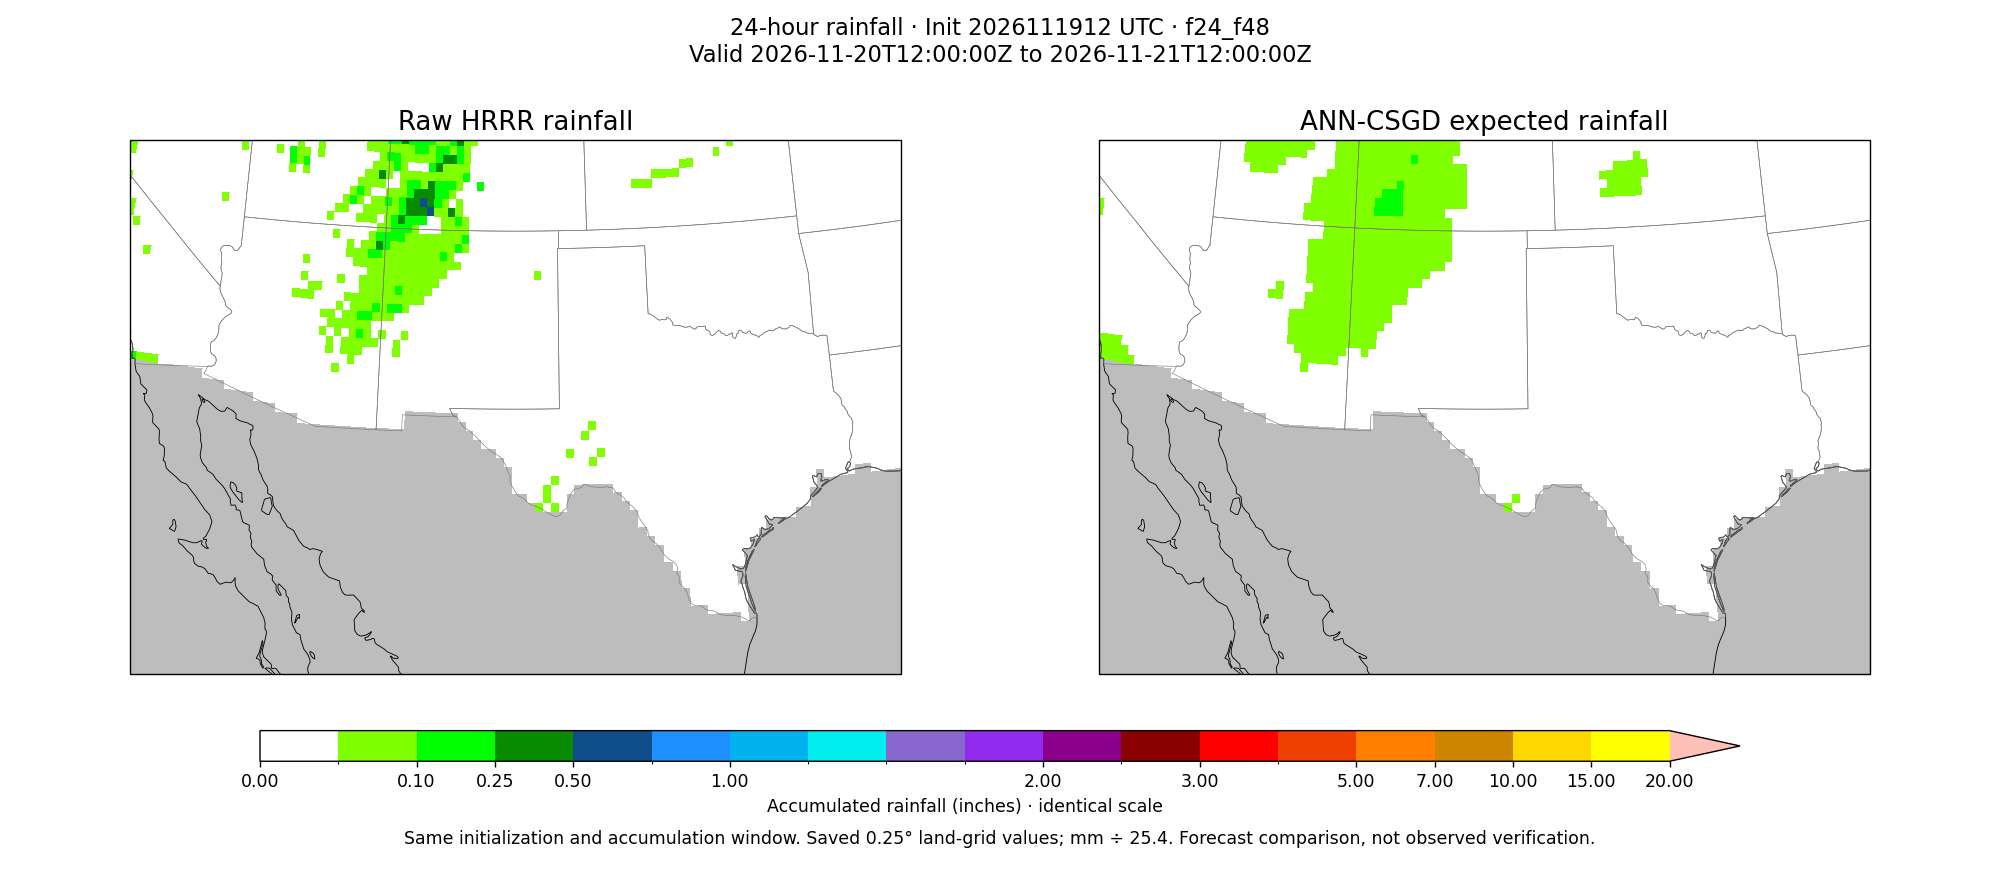 24-hour rainfall · Init 2026111912 UTC · f24_f48
Valid 2026-11-20T12:00:00Z to 2026-11-21T12:00:00Z
Raw HRRR rainfall
ANN-CSGD expected rainfall
0.00 0.10 0.25 0.50 1.00 2.00 3.00 5.00 7.00 10.00 15.00 20.00
Accumulated rainfall (inches) · identical scale
Same initialization and accumulation window. Saved 0.25° land-grid values; mm ÷ 25.4. Forecast comparison, not observed verification.